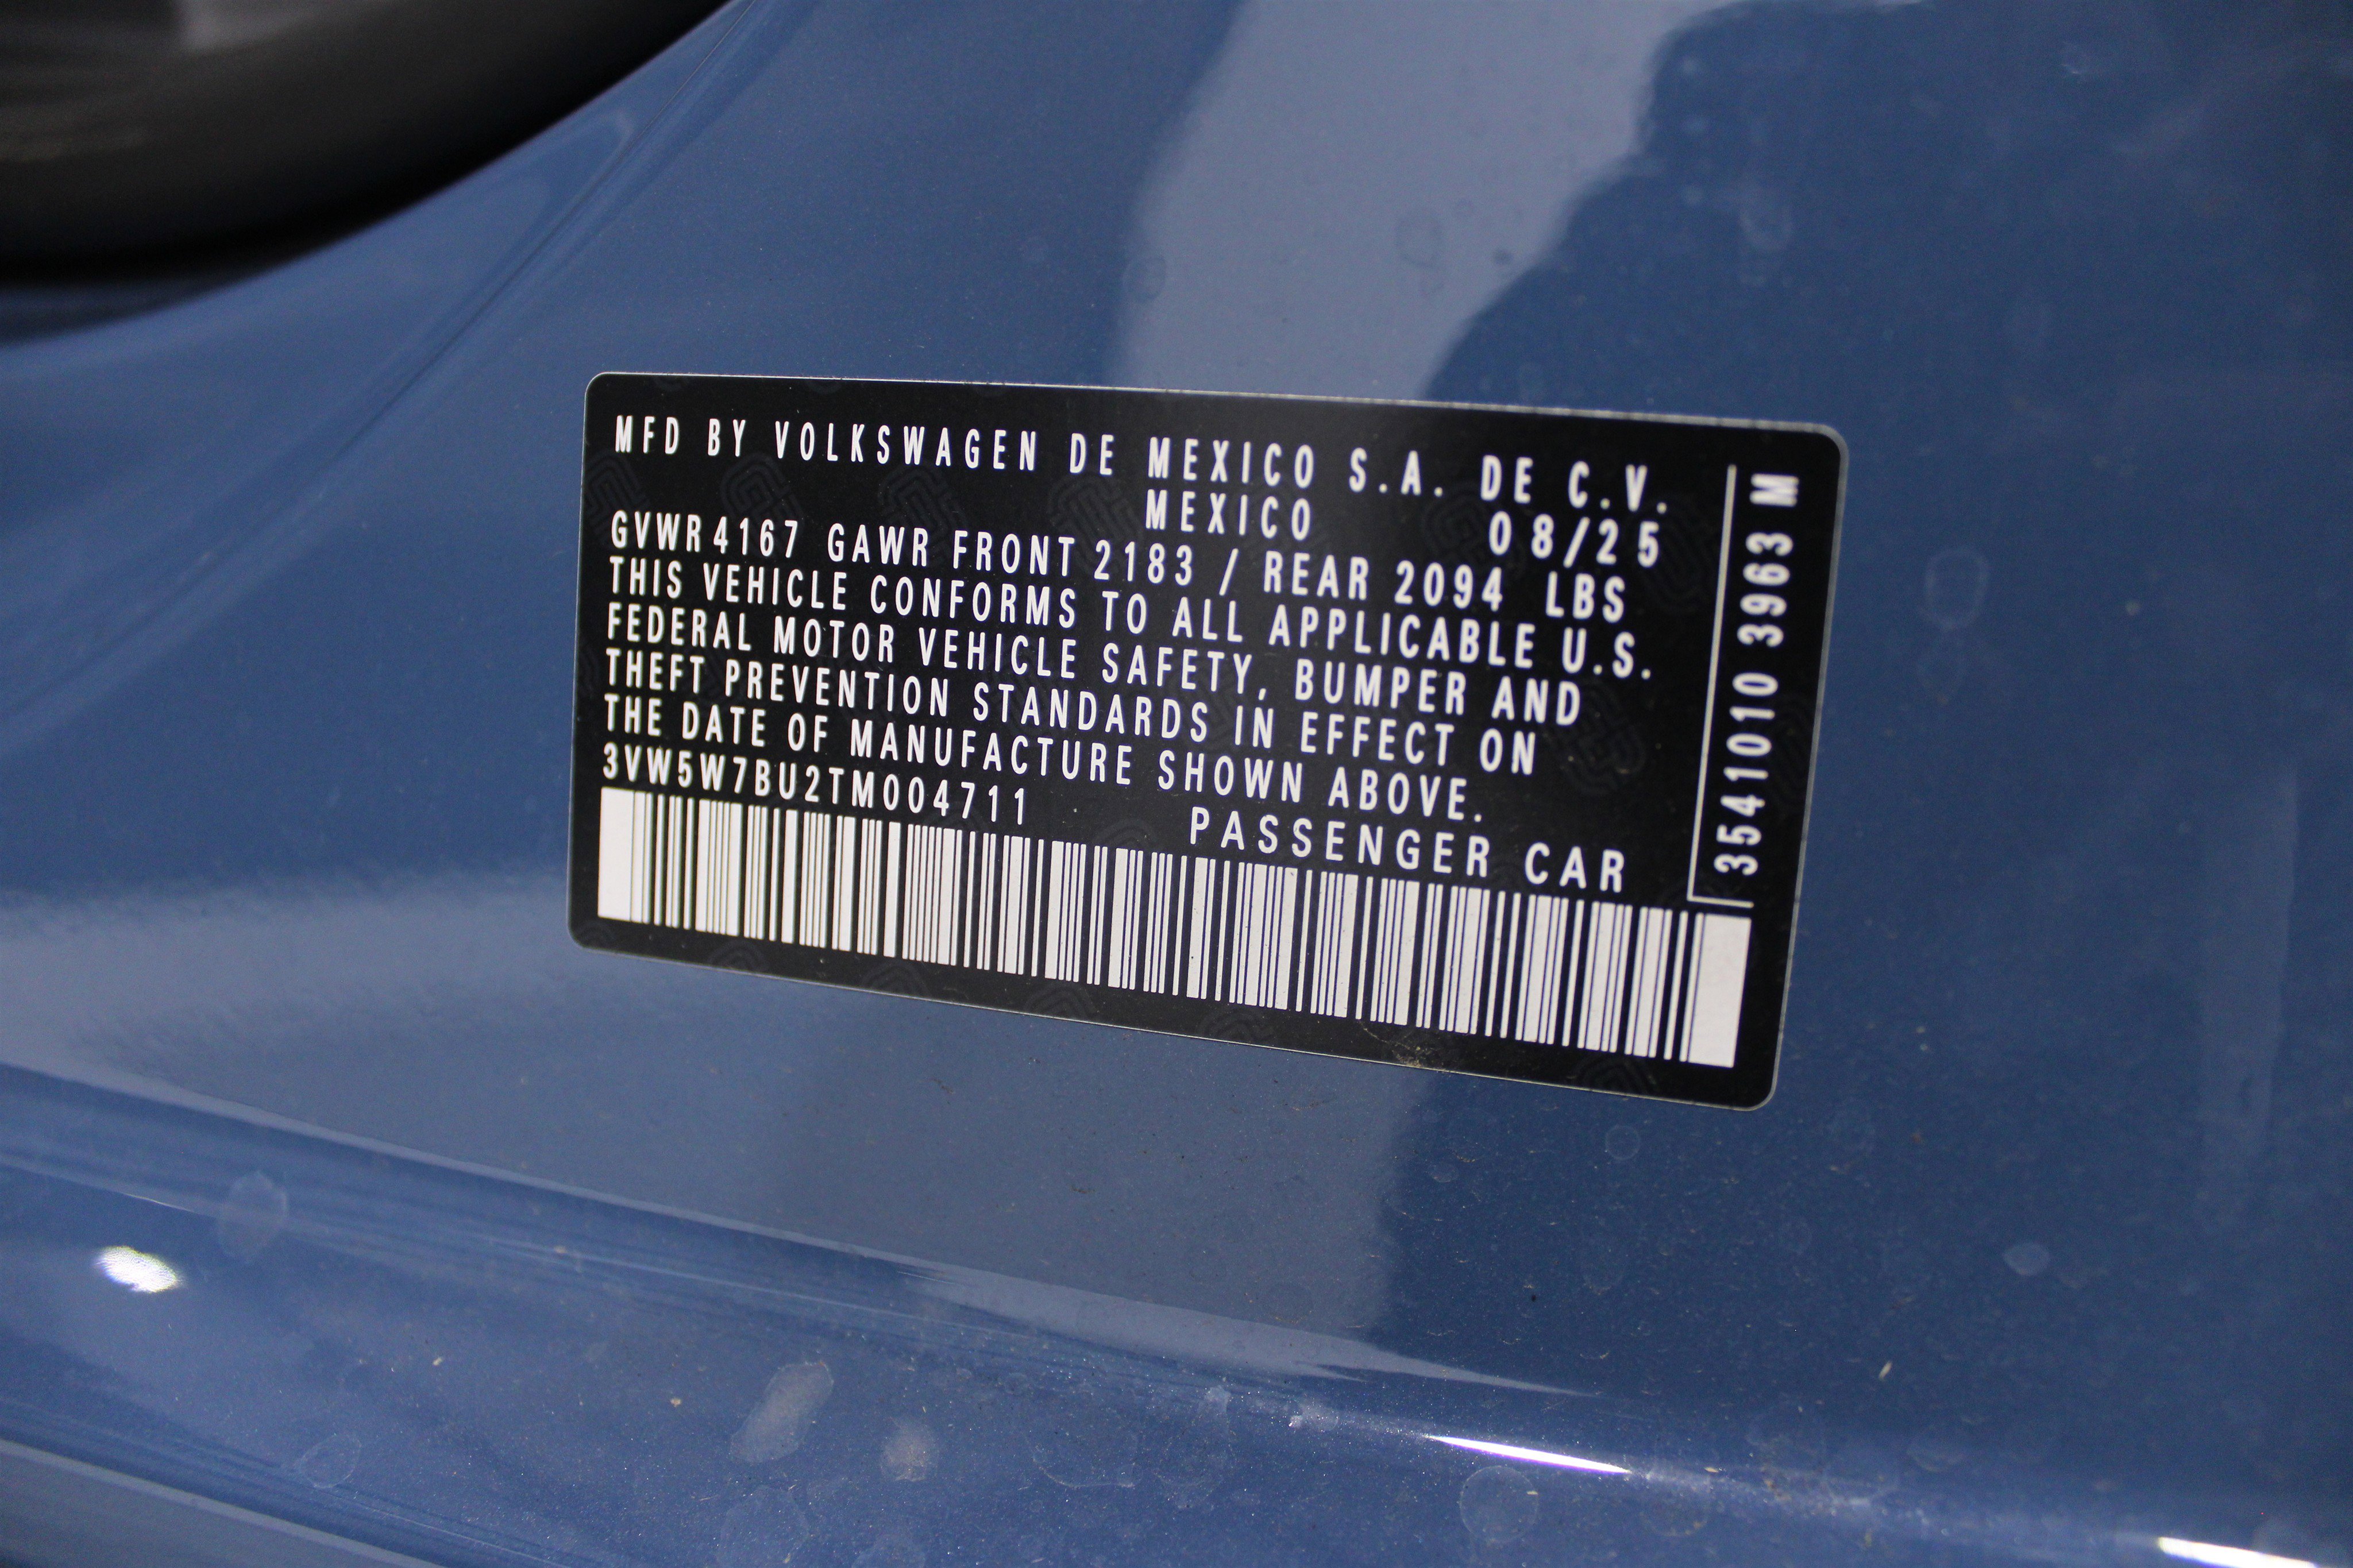 MFD BY VOLKSWAGEN DE MEXICO S.A. DE C.V.
MEXICO 08/25
GVWR 4167 GAWR FRONT 2183 / REAR 2094 LBS
THIS VEHICLE CONFORMS TO ALL APPLICABLE U.S.
FEDERAL MOTOR VEHICLE SAFETY, BUMPER AND
THEFT PREVENTION STANDARDS IN EFFECT ON
THE DATE OF MANUFACTURE SHOWN ABOVE.
3VW5W7BU2TM004711
PASSENGER CAR
3541010 3963 M